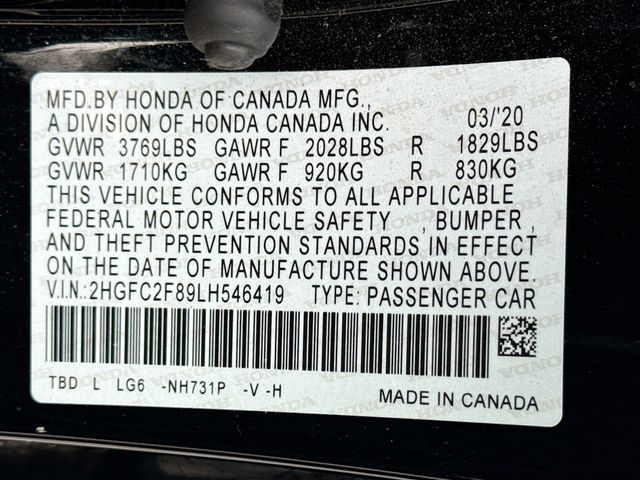 MFD.BY HONDA OF CANADA MFG.,
A DIVISION OF HONDA CANADA INC. 03/'20
GVWR 3769LBS GAWR F 2028LBS R 1829LBS
GVWR 1710KG GAWR F 920KG R 830KG
THIS VEHICLE CONFORMS TO ALL APPLICABLE
FEDERAL MOTOR VEHICLE SAFETY , BUMPER ,
AND THEFT PREVENTION STANDARDS IN EFFECT
ON THE DATE OF MANUFACTURE SHOWN ABOVE.
V.I.N.:2HGFC2F89LH546419 TYPE: PASSENGER CAR
TBD L LG6 -NH731P -V -H
MADE IN CANADA